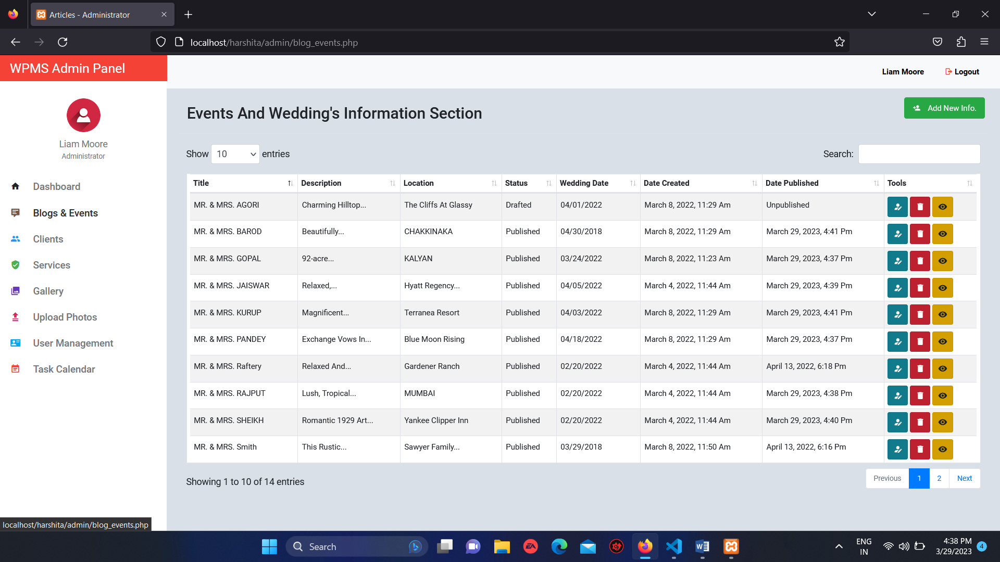 Articles - Administrator
localhost/harshita/admin/blog_events.php
WPMS Admin Panel
Liam Moore Logout
Liam Moore
Administrator
Dashboard
Blogs & Events
Clients
Services
Gallery
Upload Photos
User Management
Task Calendar
Events And Wedding's Information Section
Add New Info.
Show 10 entries
Search:
Title Description Location Status Wedding Date Date Created Date Published Tools
MR. & MRS. AGORI Charming Hilltop... The Cliffs At Glassy Drafted 04/01/2022 March 8, 2022, 11:29 Am Unpublished
MR. & MRS. BAROD Beautifully... CHAKKINAKA Published 04/30/2018 March 8, 2022, 11:29 Am March 29, 2023, 4:41 Pm
MR. & MRS. GOPAL 92-acre... KALYAN Published 03/24/2022 March 8, 2022, 11:23 Am March 29, 2023, 4:37 Pm
MR. & MRS. JAISWAR Relaxed,... Hyatt Regency... Published 04/05/2022 March 4, 2022, 11:44 Am March 29, 2023, 4:39 Pm
MR. & MRS. KURUP Magnificent... Terranea Resort Published 04/03/2022 March 8, 2022, 11:29 Am March 29, 2023, 4:41 Pm
MR. & MRS. PANDEY Exchange Vows In... Blue Moon Rising Published 04/18/2022 March 8, 2022, 11:29 Am March 29, 2023, 4:37 Pm
MR. & MRS. Raftery Relaxed And... Gardener Ranch Published 02/20/2022 March 4, 2022, 11:44 Am April 13, 2022, 6:18 Pm
MR. & MRS. RAJPUT Lush, Tropical... MUMBAI Published 02/20/2022 March 4, 2022, 11:44 Am March 29, 2023, 4:38 Pm
MR. & MRS. SHEIKH Romantic 1929 Art... Yankee Clipper Inn Published 02/20/2022 March 4, 2022, 11:44 Am March 29, 2023, 4:40 Pm
MR. & MRS. Smith This Rustic... Sawyer Family... Published 03/29/2018 March 8, 2022, 11:50 Am April 13, 2022, 6:16 Pm
Showing 1 to 10 of 14 entries
Previous 1 2 Next
localhost/harshita/admin/blog_events.php
Search
EA
W
ENG
IN
4:38 PM
3/29/2023
4